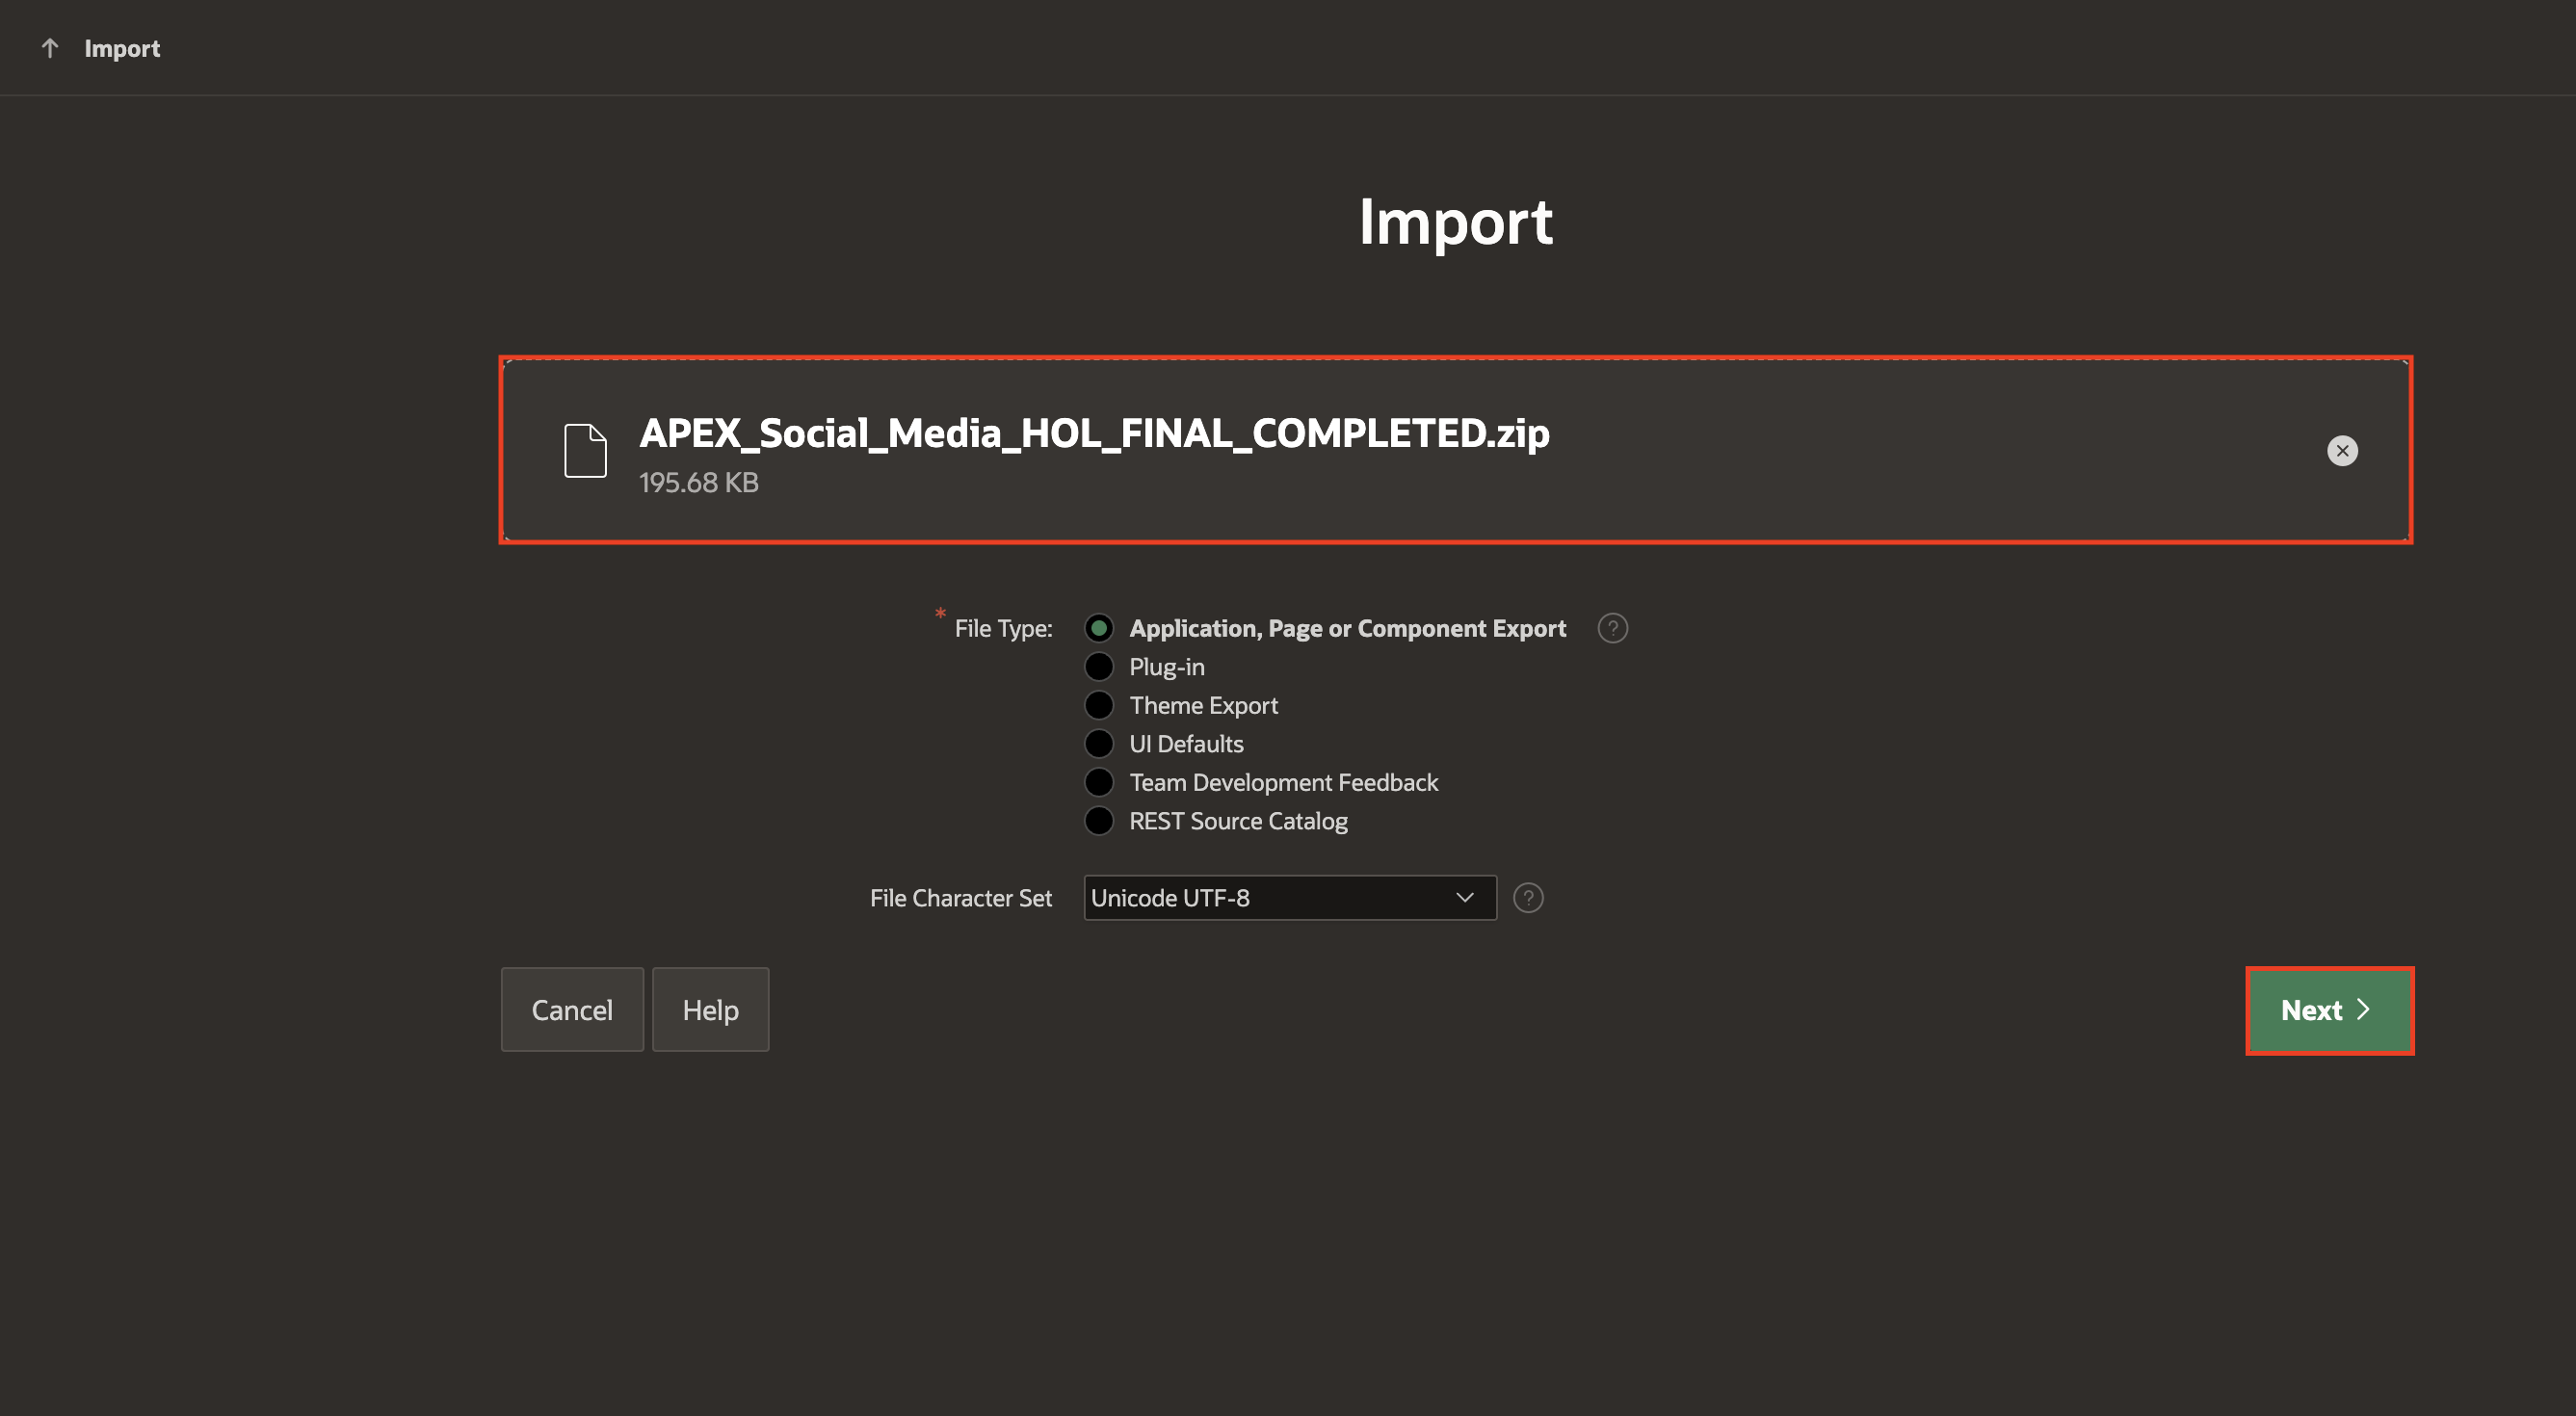 Import
Import
APEX_Social_Media_HOL_FINAL_COMPLETED.zip
195.68 KB
* File Type:
Application, Page or Component Export ?
Plug-in
Theme Export
UI Defaults
Team Development Feedback
REST Source Catalog
File Character Set Unicode UTF-8 ?
Cancel Help Next